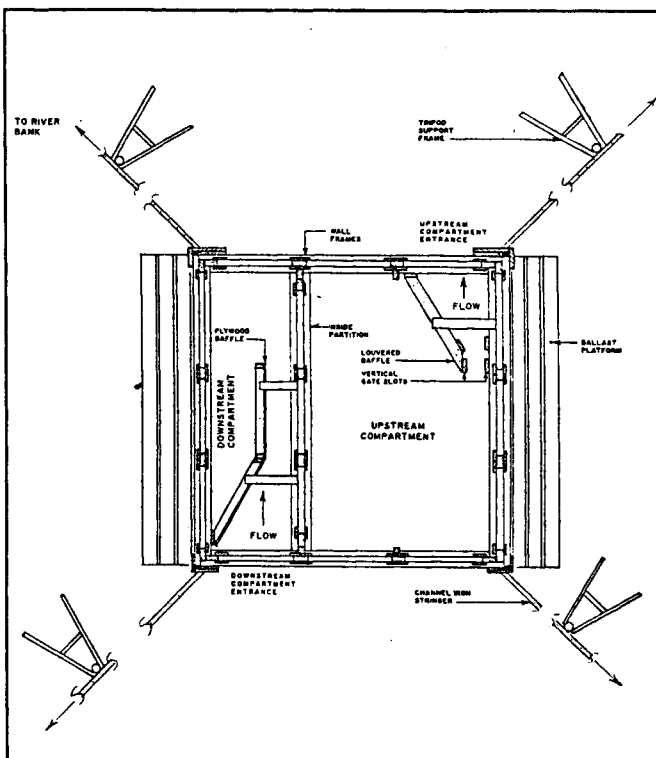 TO RIVER
BANK
TRIPOD
SUPPORT
FRAME
WALL
FRAMES
UPSTREAM
COMPARTMENT
ENTRANCE
FLOW
PLYWOOD
BAFFLE
INSIDE
PARTITION
LOUVERED
BAFFLE
VERTICAL
GATE SLOTS
BALLAST
PLATFORM
DOWNSTREAM
COMPARTMENT
UPSTREAM
COMPARTMENT
FLOW
DOWNSTREAM
COMPARTMENT
ENTRANCE
CHANNEL IRON
STRINGER